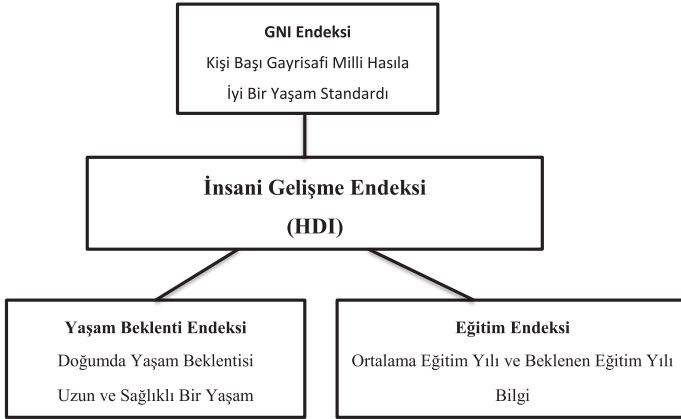 GNI Endeksi
Kişi Başı Gayrisafi Milli Hasıla
İyi Bir Yaşam Standardı
İnsani Gelişme Endeksi
(HDI)
Yaşam Beklenti Endeksi
Doğumda Yaşam Beklentisi
Uzun ve Sağlıklı Bir Yaşam
Eğitim Endeksi
Ortalama Eğitim Yılı ve Beklenen Eğitim Yılı
Bilgi